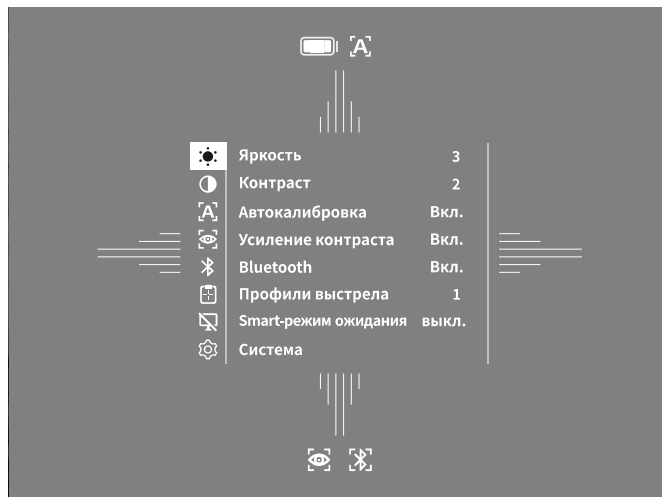 A
Яркость 3
Контраст 2
A Автокалибровка Вкл.
Усиление контраста Вкл.
Bluetooth Вкл.
Профили выстрела 1
Smart-режим ожидания выкл.
Система